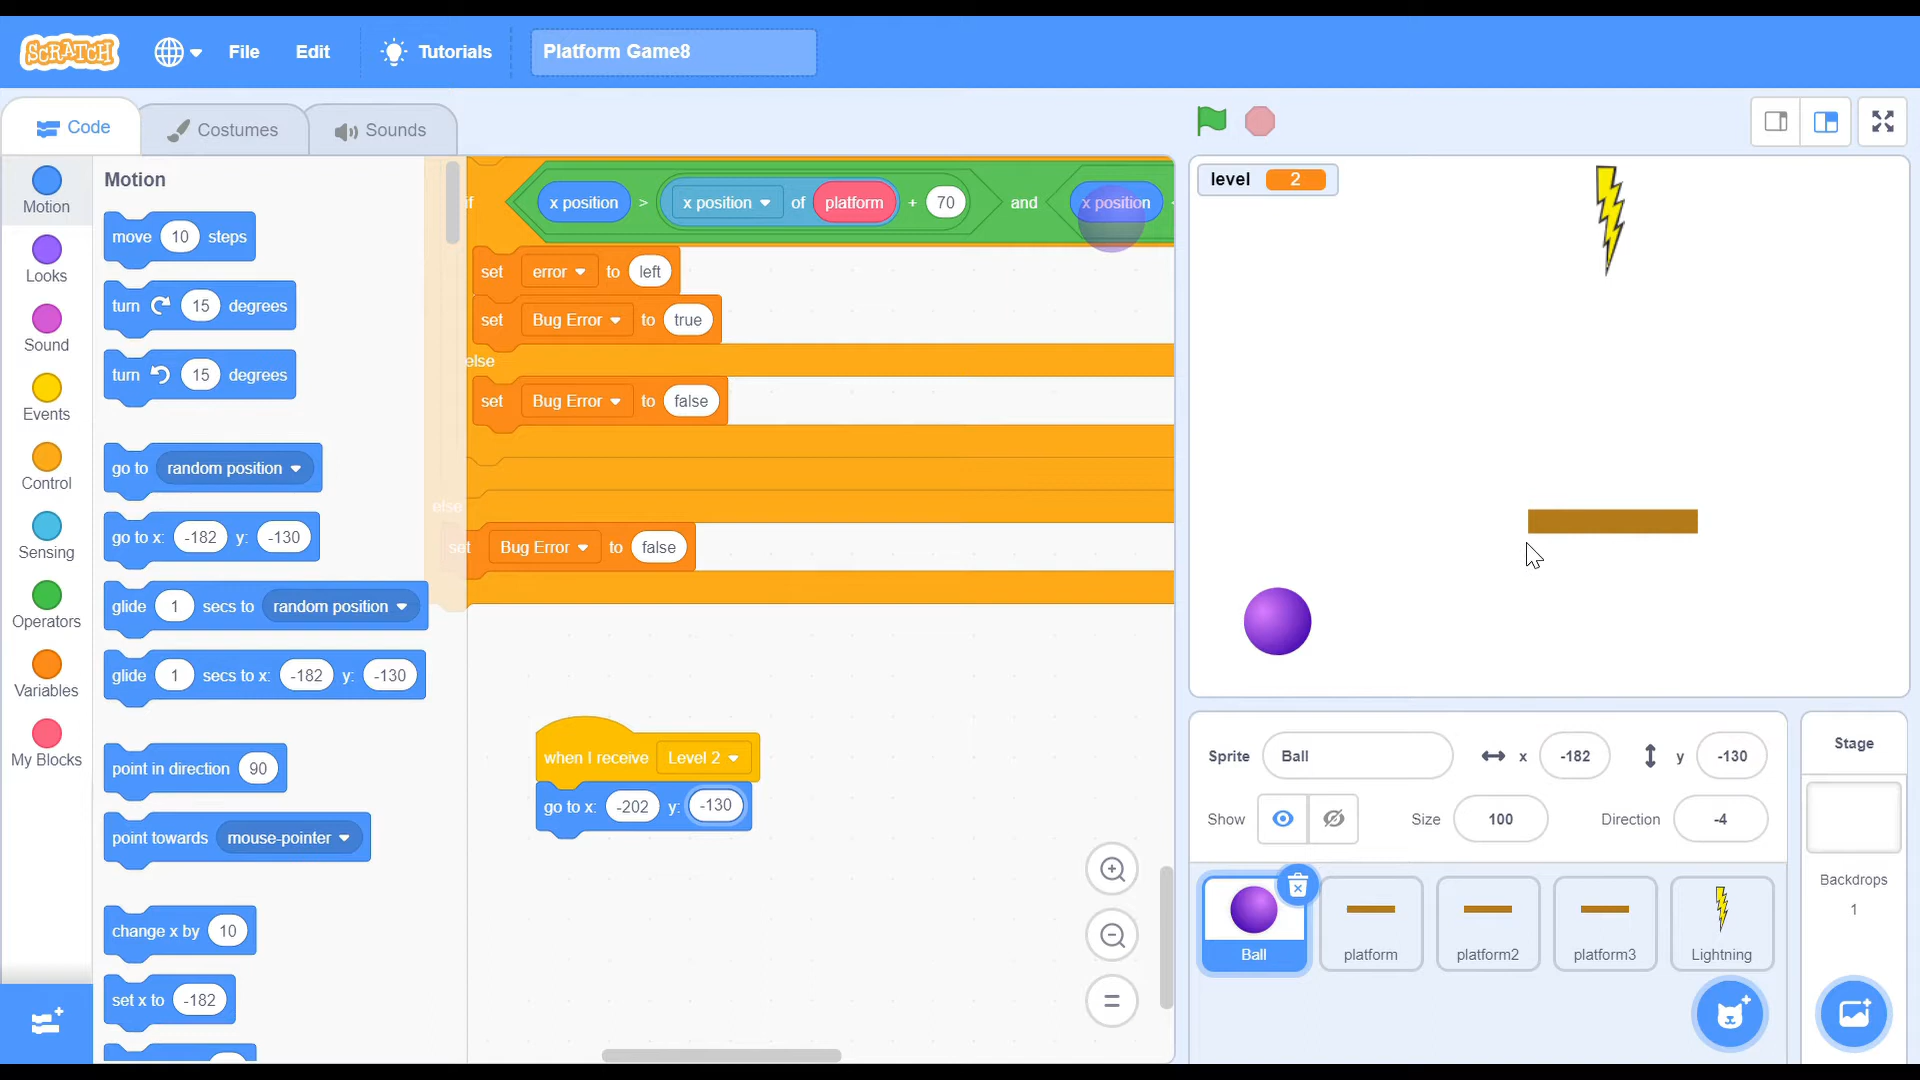 SCRATCH File Edit Tutorials Platform Game8
Code Costumes Sounds
Motion
Looks
Sound
Events
Control
Sensing
Operators
Variables
My Blocks
Motion
move 10 steps
turn 15 degrees
turn 15 degrees
go to random position
go to x: -182 y: -130
glide 1 secs to random position
glide 1 secs to x: -182 y: -130
point in direction 90
point towards mouse-pointer
change x by 10
set x to -182
if x position > x position of platform + 70 and x position
set error to left
set Bug Error to true
else
set Bug Error to false
else
set Bug Error to false
when I receive Level 2
go to x: -202 y: -130
level 2
Sprite Ball x -182 y -130
Show Size 100 Direction -4
Ball platform platform2 platform3 Lightning
Stage
Backdrops
1